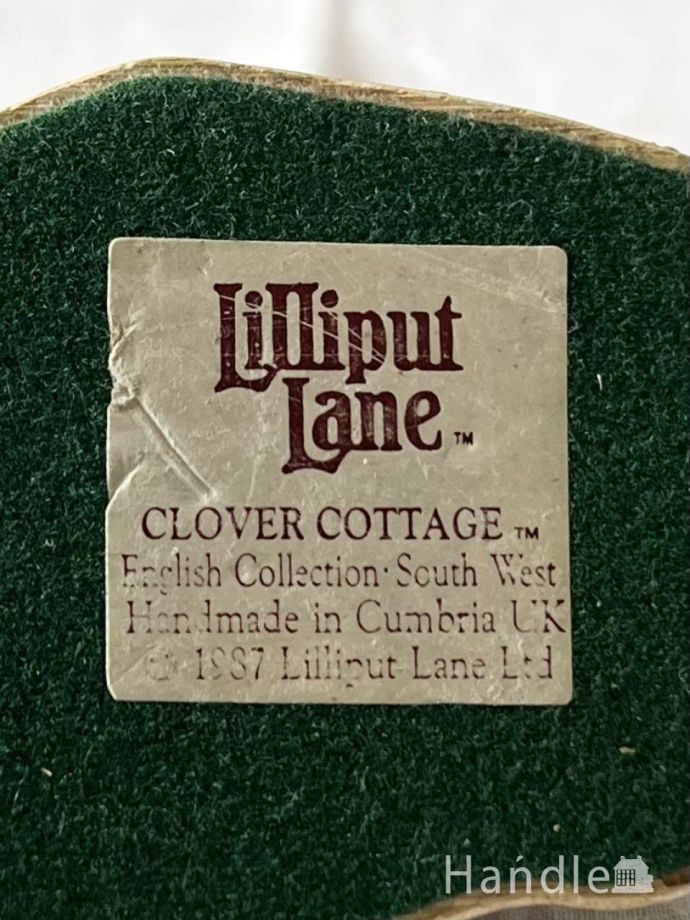 Lilliput
Lane™
CLOVER COTTAGE™
English Collection · South West
Handmade in Cumbria UK
© 1987 Lilliput Lane Ltd
Handle